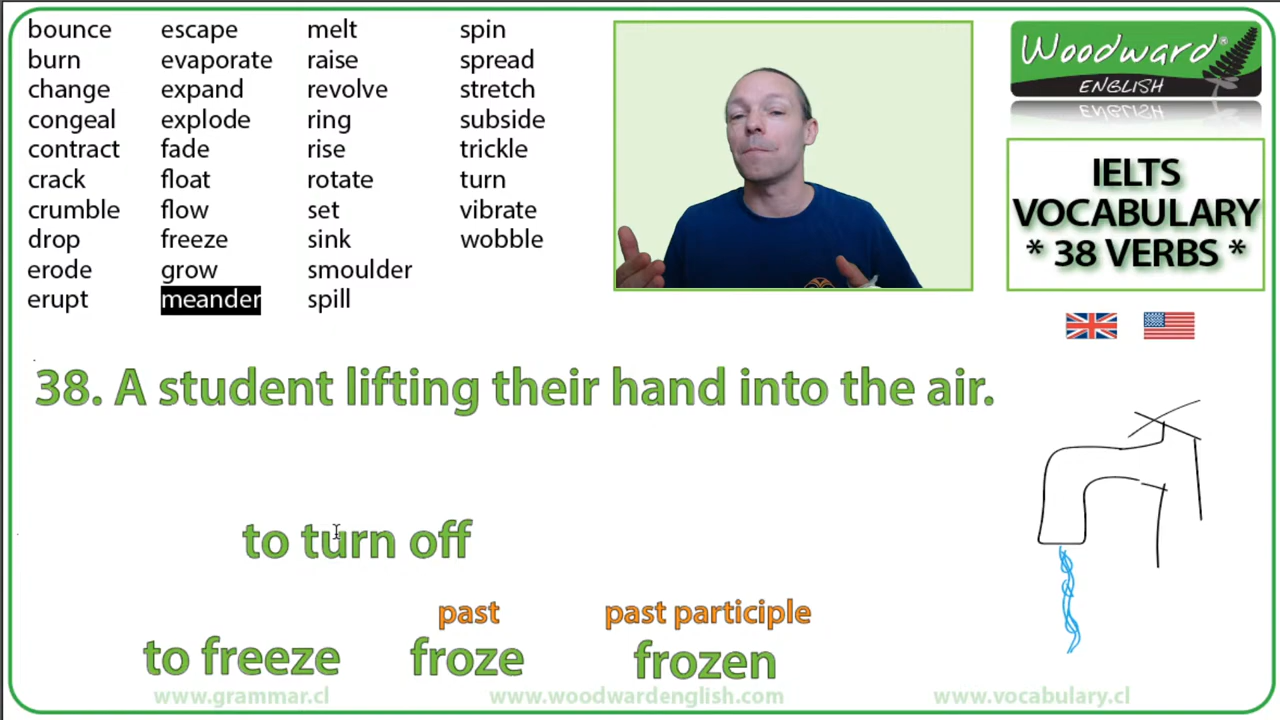 bounce escape melt spin
burn evaporate raise spread
change expand revolve stretch
congeal explode ring subside
contract fade rise trickle
crack float rotate turn
crumble flow set vibrate
drop freeze sink wobble
erode grow smoulder
erupt meander spill
Woodward®
ENGLISH
IELTS
VOCABULARY
* 38 VERBS *
38. A student lifting their hand into the air.
to turn off
past past participle
to freeze froze frozen
www.grammar.cl www.woodwardenglish.com www.vocabulary.cl